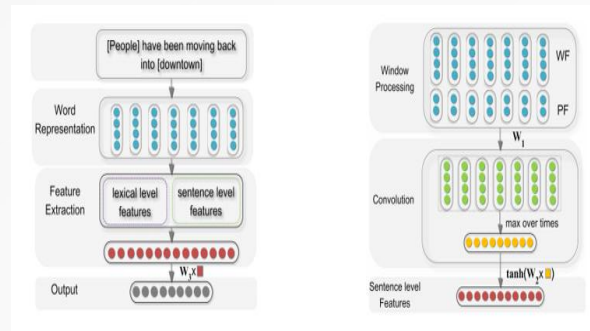 [People] have been moving back
into [downtown]
Word
Representation
Feature
Extraction
lexical level
features
sentence level
features
W3x
Output
Window
Processing
WF
PF
W1
Convolution
max over times
tanh(W2x )
Sentence level
Features